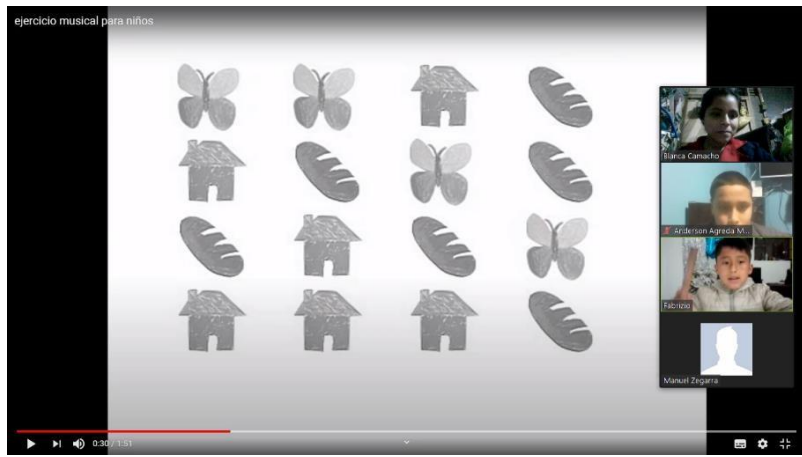 ejercicio musical para niños
Blanca Camacho
Anderson Agreda M...
Fabrizio
Manuel Zegarra
0:30 / 1:51